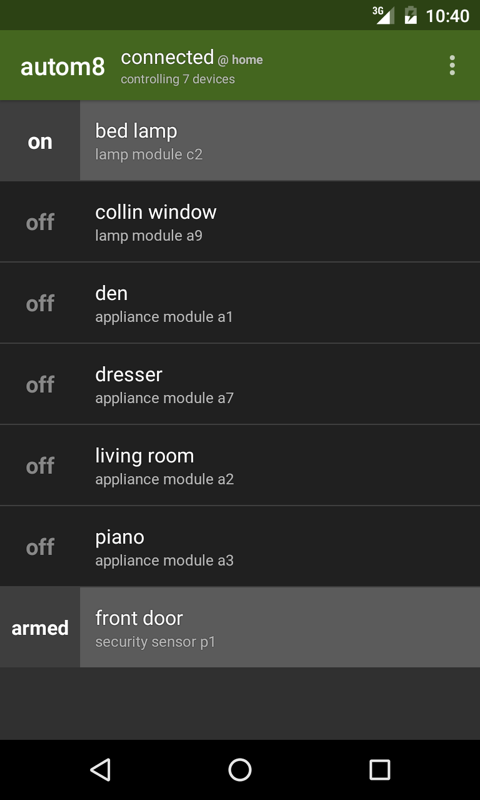 3G 10:40
autom8 connected @ home
controlling 7 devices
on bed lamp
lamp module c2
off collin window
lamp module a9
off den
appliance module a1
off dresser
appliance module a7
off living room
appliance module a2
off piano
appliance module a3
armed front door
security sensor p1